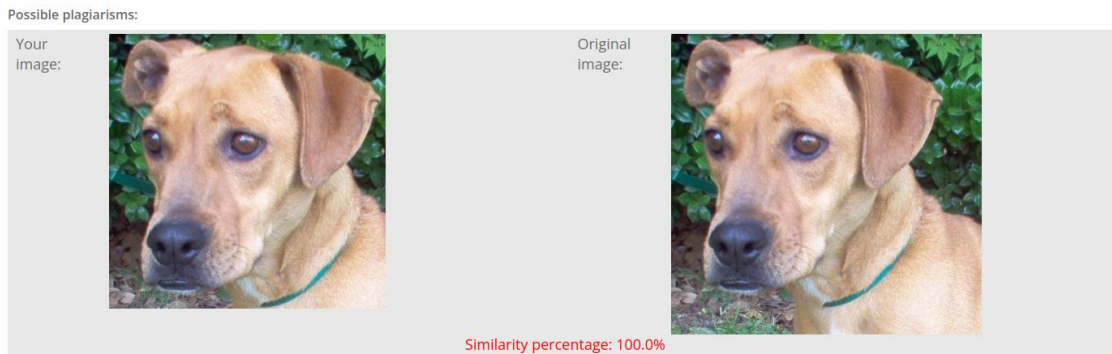 Possible plagiarisms:
Your
image:
Original
image:
Similarity percentage: 100.0%